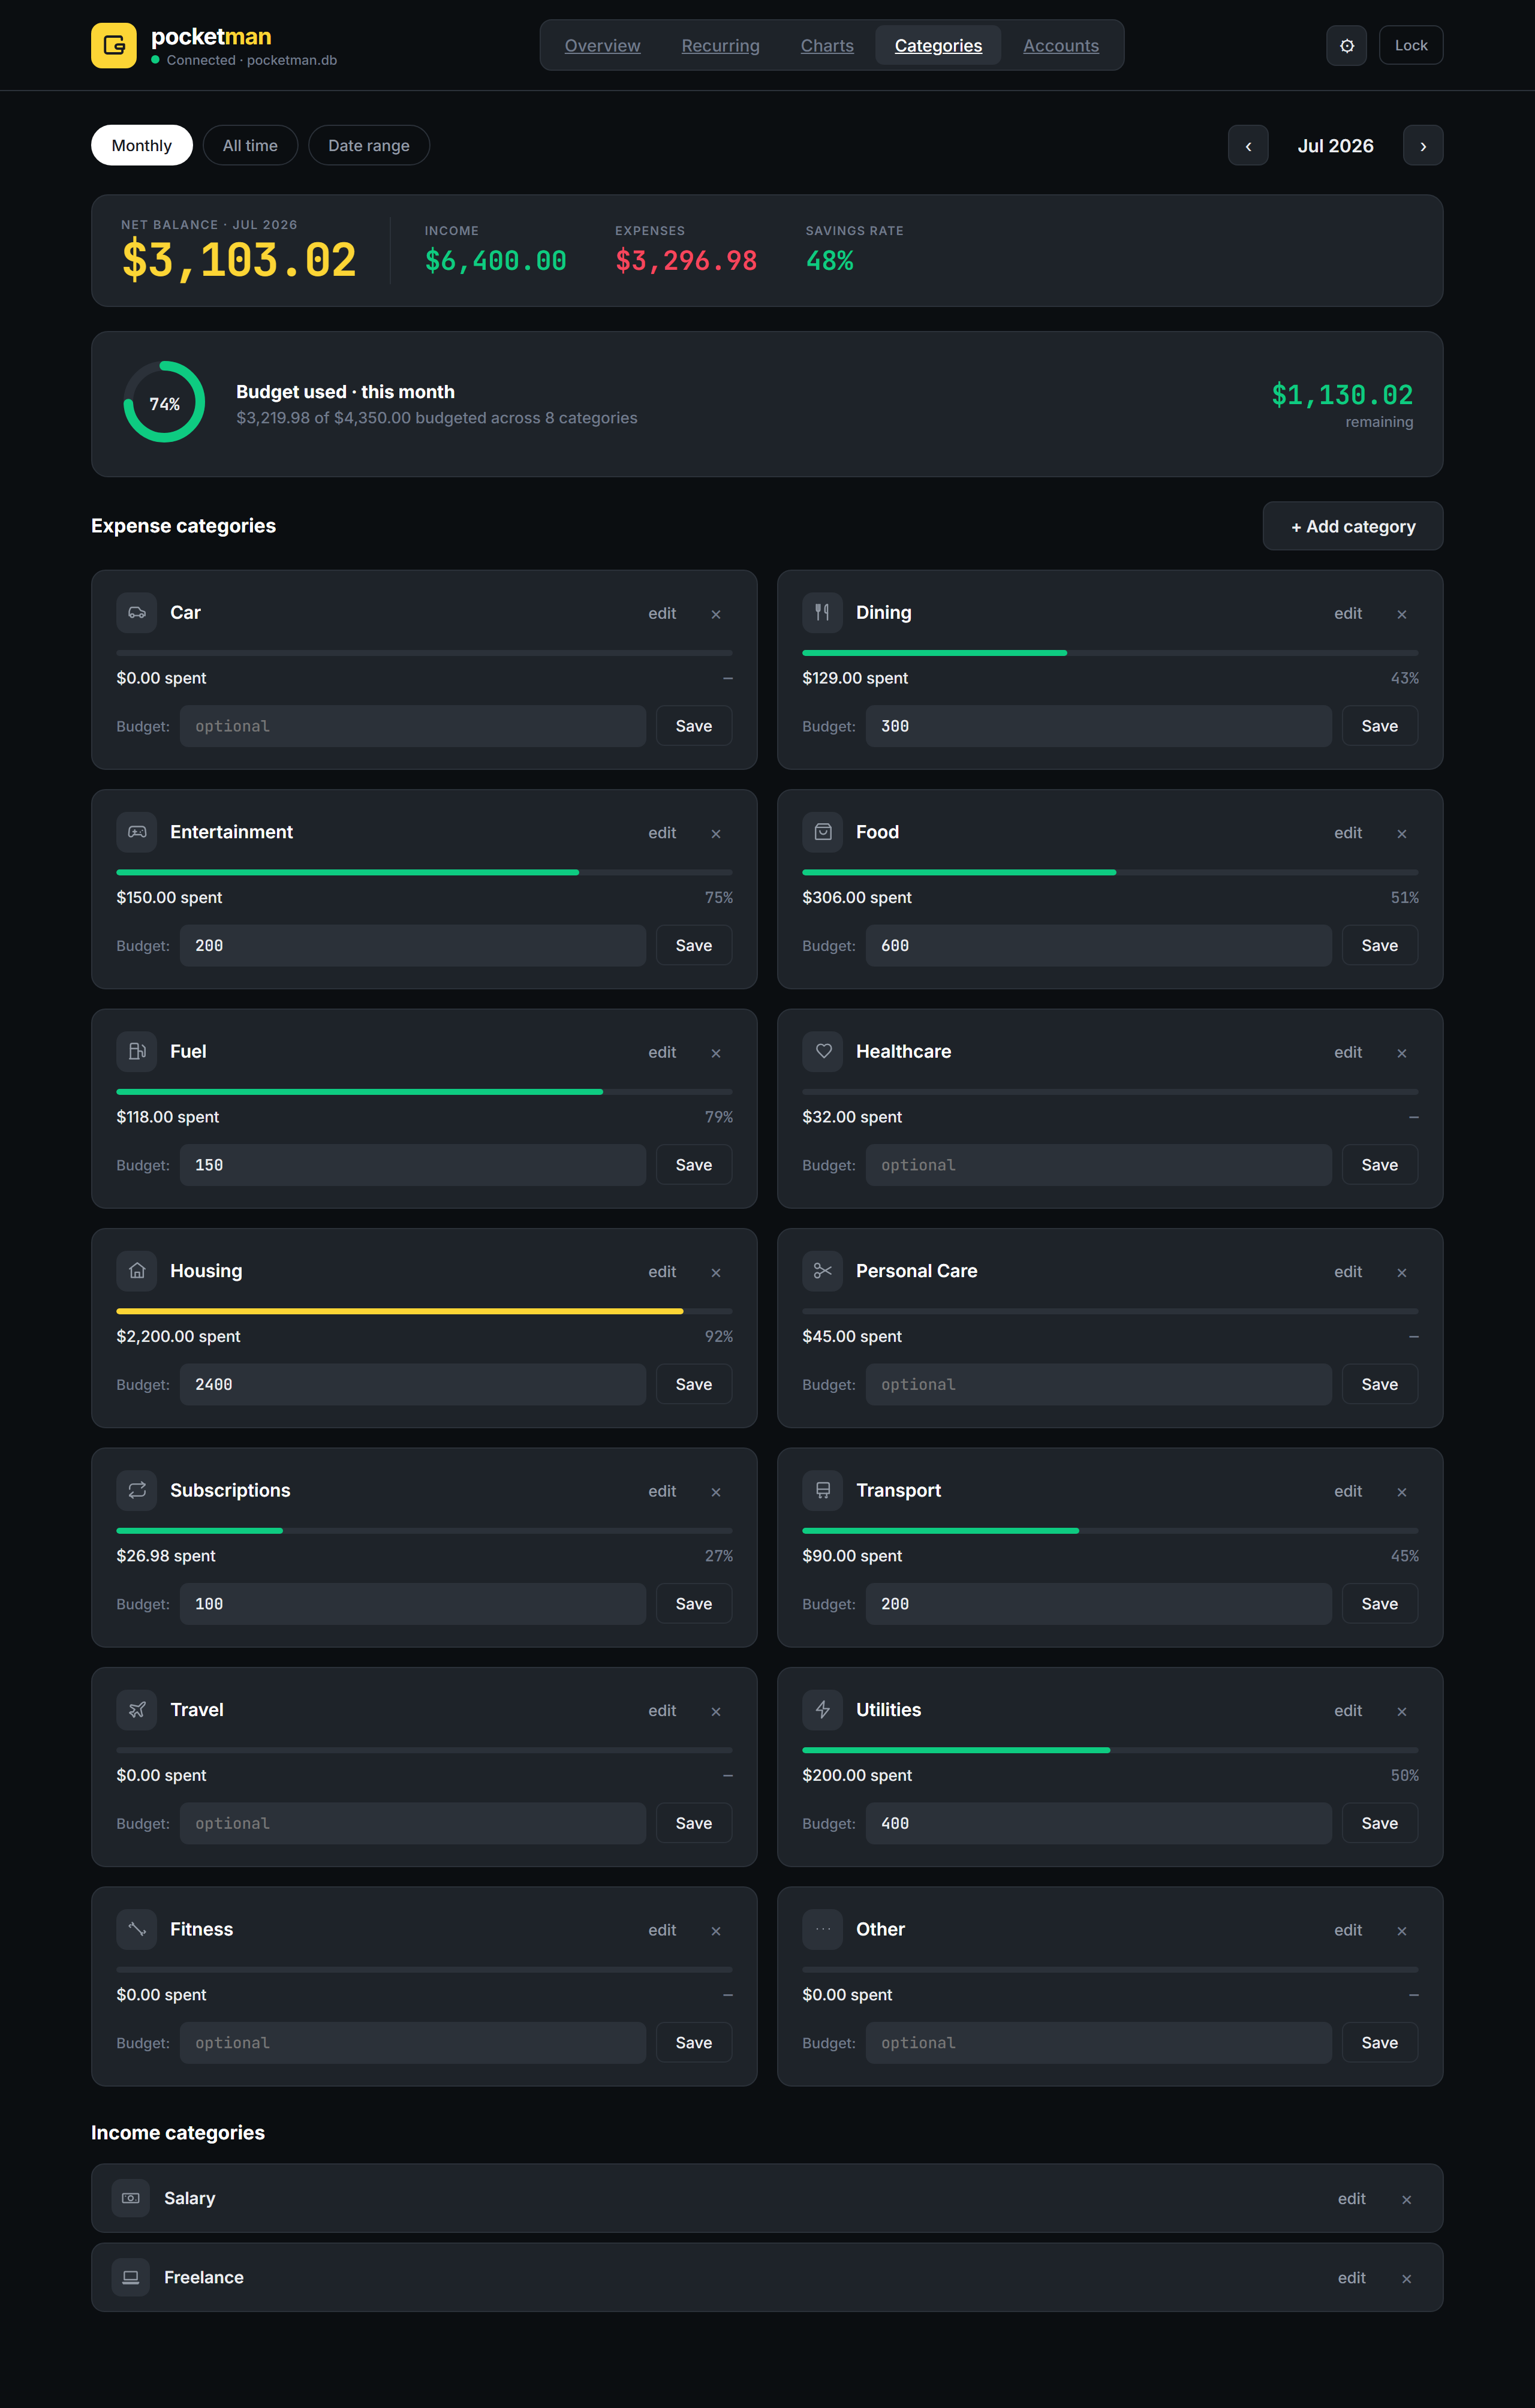 pocketman
Connected · pocketman.db
Overview Recurring Charts Categories Accounts
Lock
Monthly All time Date range
‹ Jul 2026 ›
NET BALANCE · JUL 2026
$3,103.02
INCOME
$6,400.00
EXPENSES
$3,296.98
SAVINGS RATE
48%
74%
Budget used · this month
$3,219.98 of $4,350.00 budgeted across 8 categories
$1,130.02
remaining
Expense categories
+ Add category
Car edit ×
$0.00 spent —
Budget: optional Save
Dining edit ×
$129.00 spent 43%
Budget: 300 Save
Entertainment edit ×
$150.00 spent 75%
Budget: 200 Save
Food edit ×
$306.00 spent 51%
Budget: 600 Save
Fuel edit ×
$118.00 spent 79%
Budget: 150 Save
Healthcare edit ×
$32.00 spent —
Budget: optional Save
Housing edit ×
$2,200.00 spent 92%
Budget: 2400 Save
Personal Care edit ×
$45.00 spent —
Budget: optional Save
Subscriptions edit ×
$26.98 spent 27%
Budget: 100 Save
Transport edit ×
$90.00 spent 45%
Budget: 200 Save
Travel edit ×
$0.00 spent —
Budget: optional Save
Utilities edit ×
$200.00 spent 50%
Budget: 400 Save
Fitness edit ×
$0.00 spent —
Budget: optional Save
Other edit ×
$0.00 spent —
Budget: optional Save
Income categories
Salary edit ×
Freelance edit ×